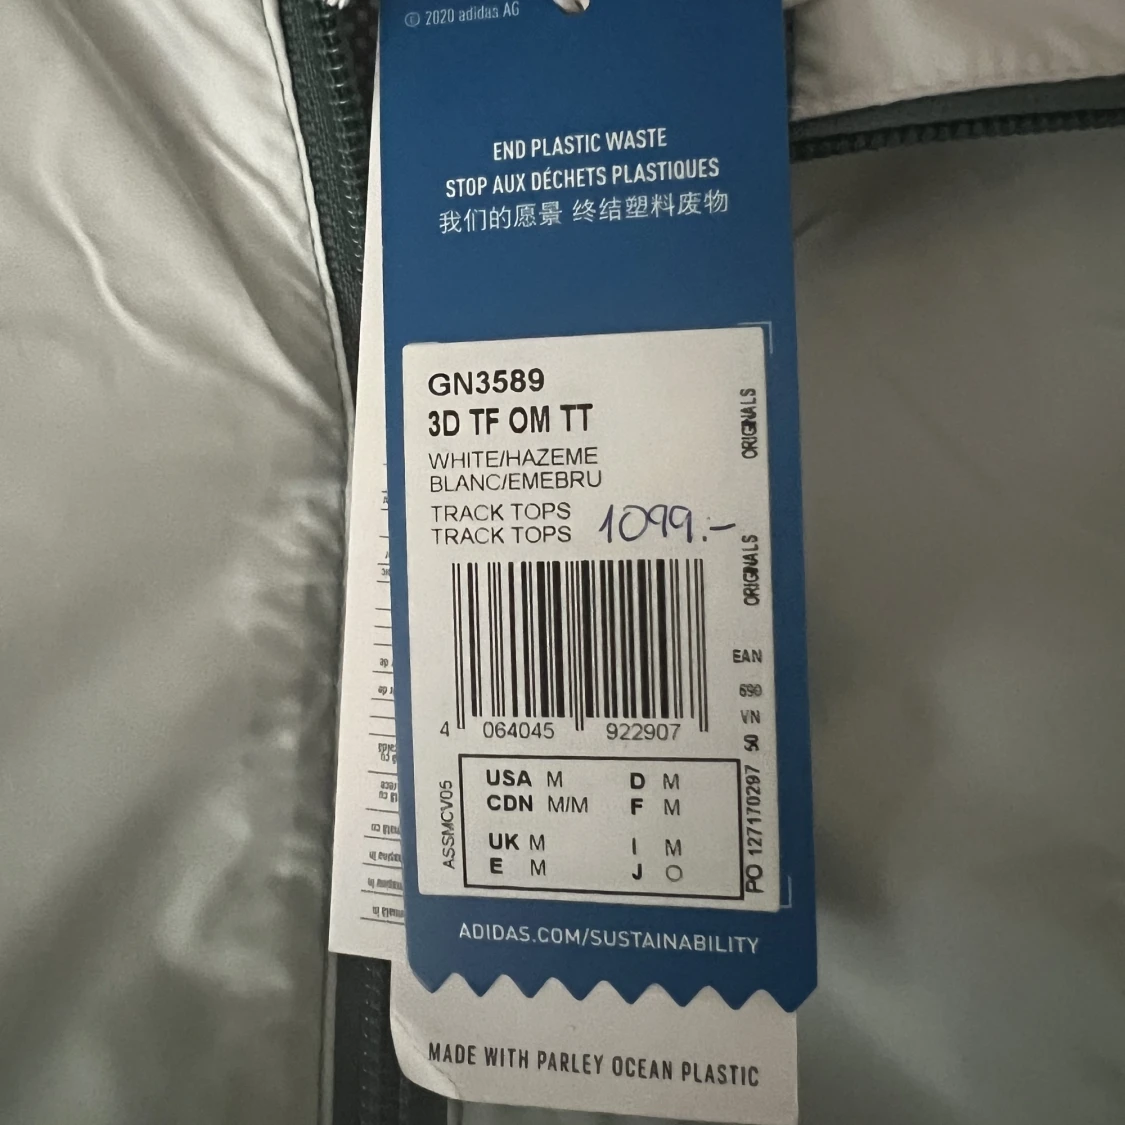 © 2020 adidas AG
END PLASTIC WASTE
STOP AUX DÉCHETS PLASTIQUES
我们的愿景 终结塑料废物
GN3589
3D TF OM TT
WHITE/HAZEME
BLANC/EMEBRU
TRACK TOPS
TRACK TOPS
1099.-
ORIGINALS
ORIGINALS
EAN
690
VN
50
PO 127170297
4 064045 922907
ASSMCV05
USA M D M
CDN M/M F M
UK M I M
E M J O
ADIDAS.COM/SUSTAINABILITY
MADE WITH PARLEY OCEAN PLASTIC